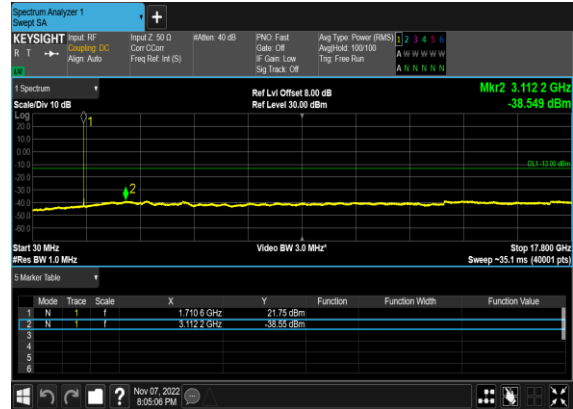 Spectrum Analyzer 1
Swept SA
+
KEYSIGHT Input: RF Input Z: 50 Ω #Atten: 40 dB PNO: Fast Avg Type: Power (RMS) 1 2 3 4 5 6
R T Coupling: DC Corr CCorr Gate: Off Avg|Hold: 100/100 A W W W W W
Align: Auto Freq Ref: Int (S) IF Gain: Low Trig: Free Run
LXI Sig Track: Off A N N N N N
1 Spectrum Ref Lvl Offset 8.00 dB Mkr2 3.112 2 GHz
Scale/Div 10 dB Ref Level 30.00 dBm -38.549 dBm
Log
1
20.0
10.0
0.00
-10.0 DL1 -13.00 dBm
-20.0
-30.0 2
-40.0
-50.0
-60.0
Start 30 MHz Video BW 3.0 MHz* Stop 17.800 GHz
#Res BW 1.0 MHz Sweep ~35.1 ms (40001 pts)
5 Marker Table
Mode Trace Scale X Y Function Function Width Function Value
1 N 1 f 1.710 6 GHz 21.75 dBm
2 N 1 f 3.112 2 GHz -38.55 dBm
3
4
5
6
? Nov 07, 2022
8:05:06 PM